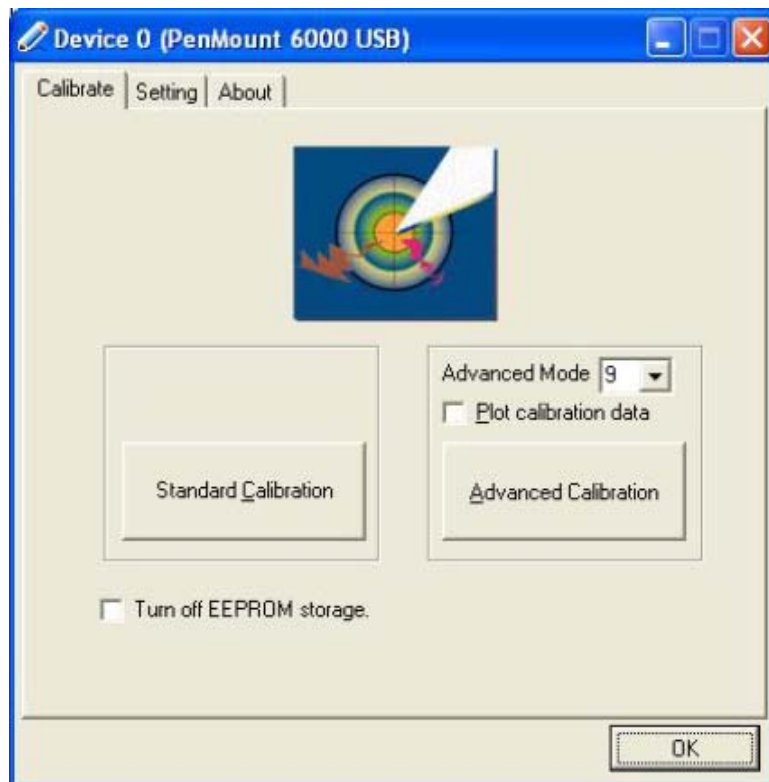 Device 0 (PenMount 6000 USB)
Calibrate Setting About
Advanced Mode 9
Plot calibration data
Standard Calibration
Advanced Calibration
Turn off EEPROM storage.
OK